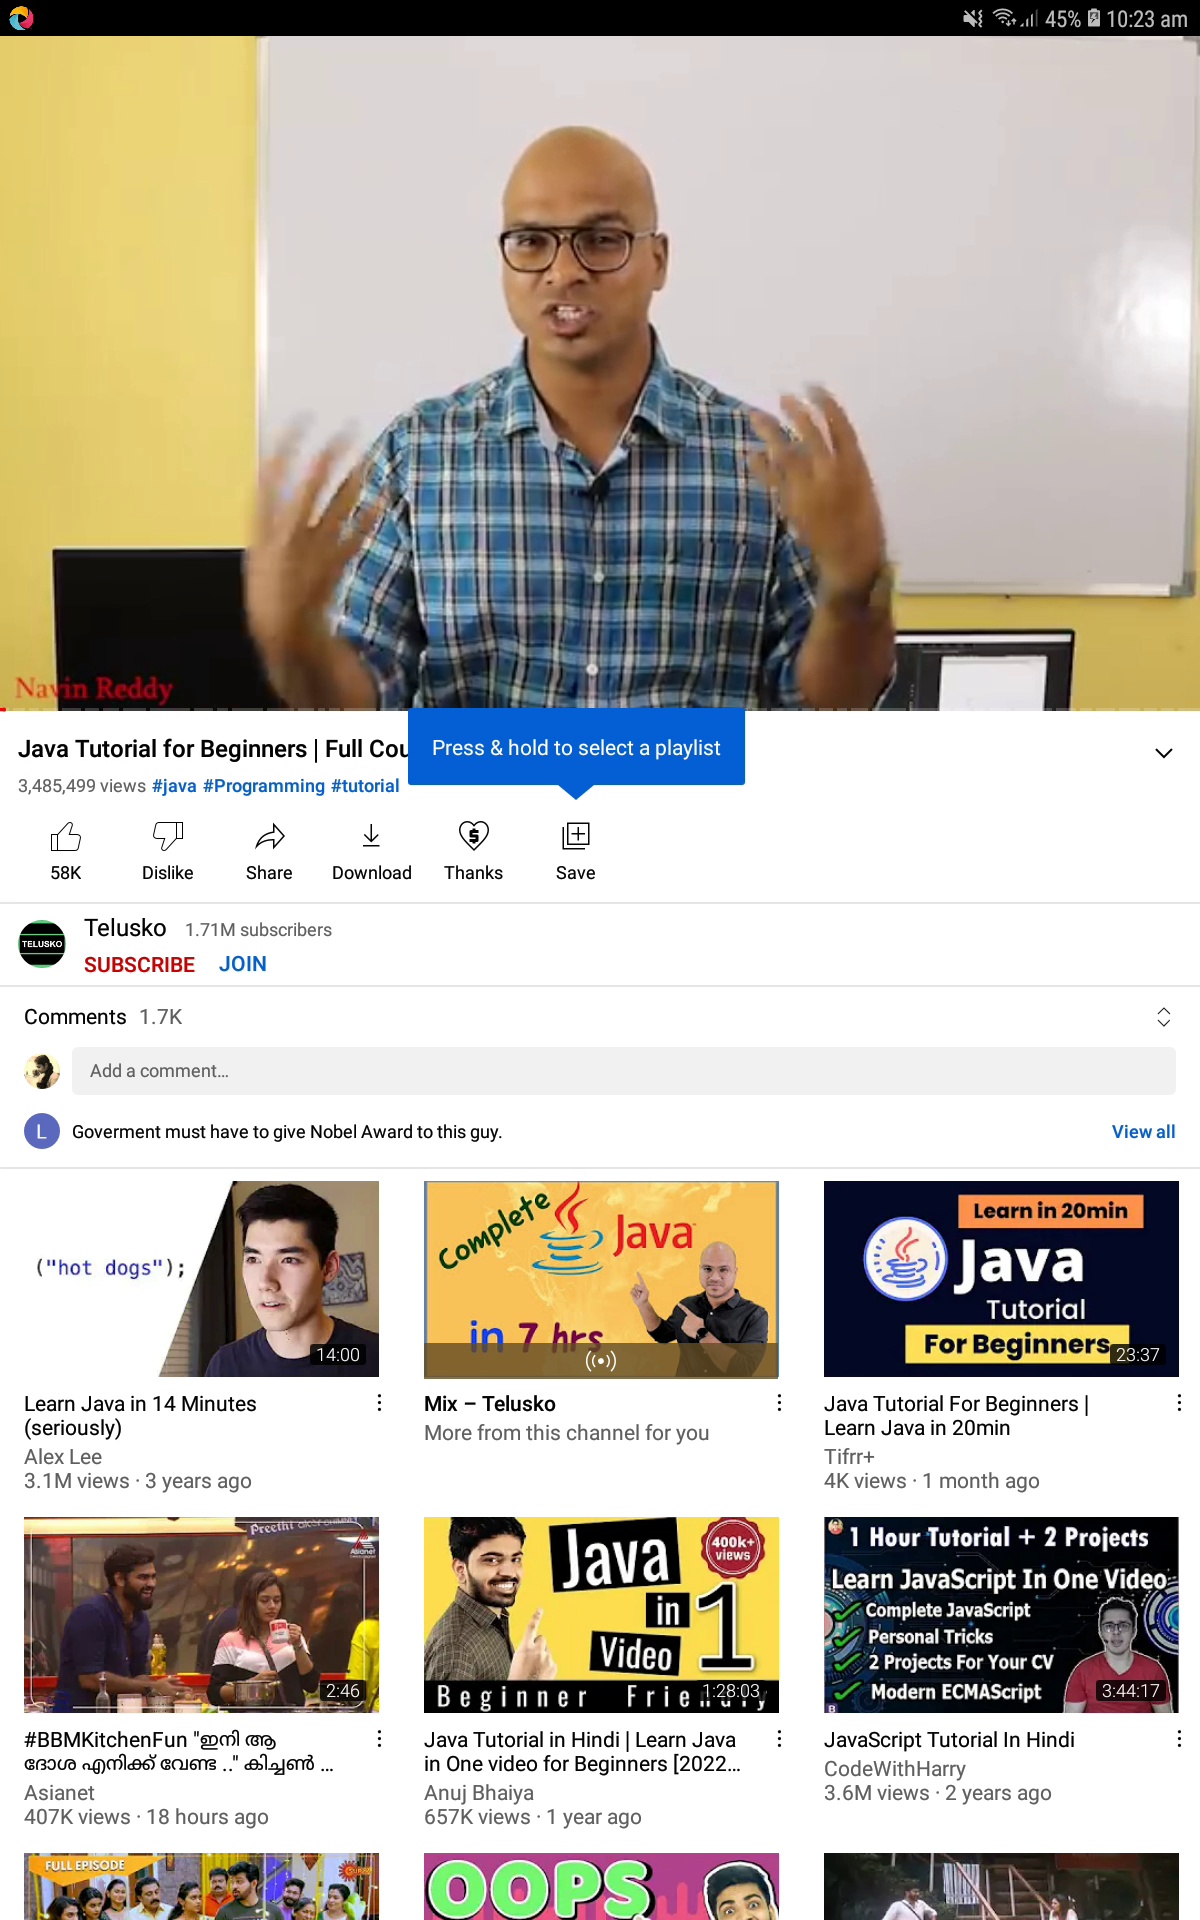 45% 10:23 am
Navin Reddy
Java Tutorial for Beginners | Full Cou
Press & hold to select a playlist
3,485,499 views #java #Programming #tutorial
58K Dislike Share Download Thanks Save
TELUSKO
Telusko 1.71M subscribers
SUBSCRIBE JOIN
Comments 1.7K
Add a comment...
L Goverment must have to give Nobel Award to this guy. View all
("hot dogs");
14:00
Learn Java in 14 Minutes
(seriously)
Alex Lee
3.1M views · 3 years ago
Complete Java
in 7 hrs
Mix – Telusko
More from this channel for you
Learn in 20min
Java
Tutorial
For Beginners
23:37
Java Tutorial For Beginners |
Learn Java in 20min
Tifrr+
4K views · 1 month ago
Preethi
Asianet
2:46
#BBMKitchenFun "ഇനി ആ
ദോശ എനിക്ക് വേണ്ട .." കിച്ചൺ ...
Asianet
407K views · 18 hours ago
Java
400k+
views
in 1
Video
Beginner
1:28:03
Java Tutorial in Hindi | Learn Java
in One video for Beginners [2022...
Anuj Bhaiya
657K views · 1 year ago
1 Hour Tutorial + 2 Projects
Learn JavaScript In One Video
Complete JavaScript
Personal Tricks
2 Projects For Your CV
Modern ECMAScript
3:44:17
JavaScript Tutorial In Hindi
CodeWithHarry
3.6M views · 2 years ago
FULL EPISODE
OOPS